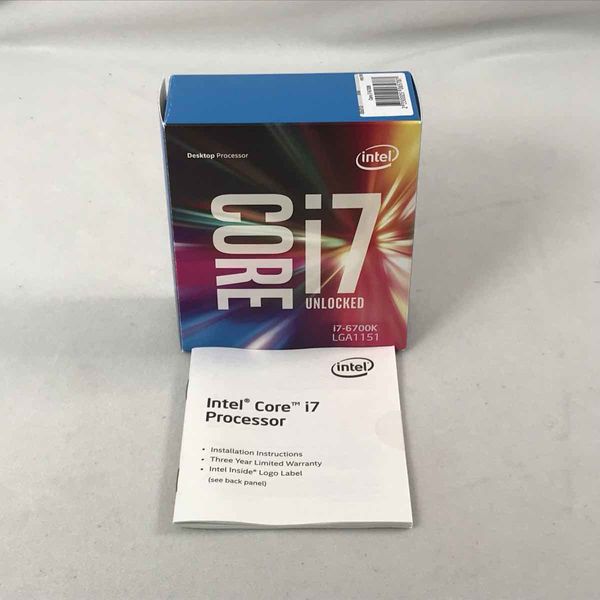 Desktop Processor
intel
CORE i7
UNLOCKED
i7-6700K
LGA1151
intel
Intel® Core™ i7
Processor
• Installation Instructions
• Three Year Limited Warranty
• Intel Inside® Logo Label
(see back panel)